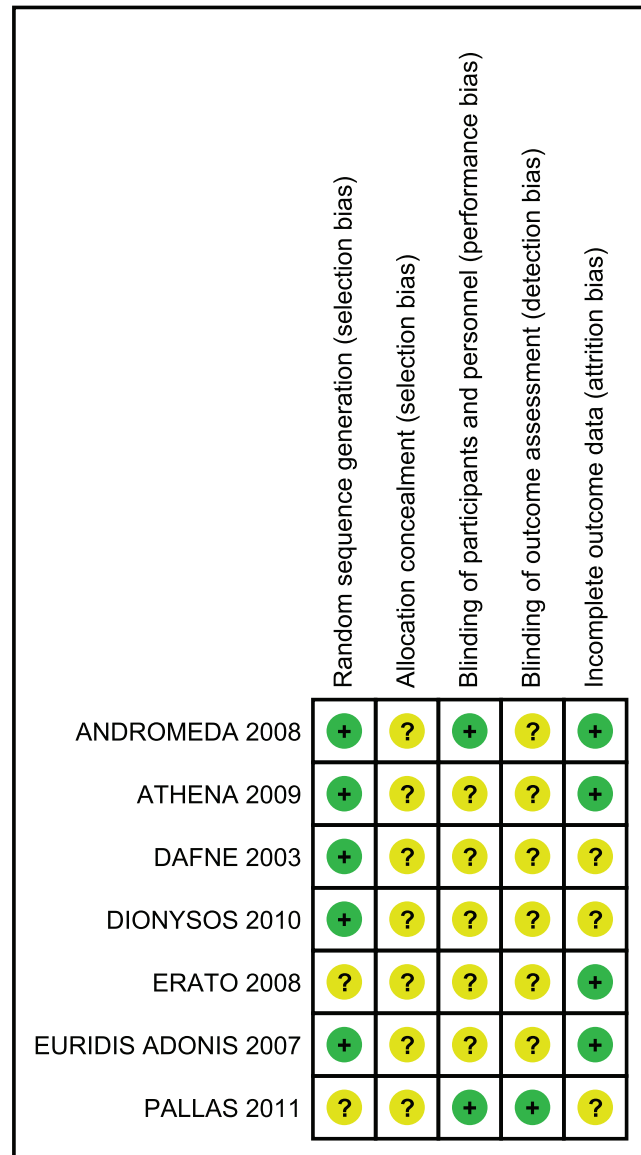 Random sequence generation (selection bias)
Allocation concealment (selection bias)
Blinding of participants and personnel (performance bias)
Blinding of outcome assessment (detection bias)
Incomplete outcome data (attrition bias)
ANDROMEDA 2008 + ? + ? +
ATHENA 2009 + ? ? ? +
DAFNE 2003 + ? ? ? ?
DIONYSOS 2010 + ? ? ? ?
ERATO 2008 ? ? ? ? +
EURIDIS ADONIS 2007 + ? ? ? +
PALLAS 2011 ? ? + + ?